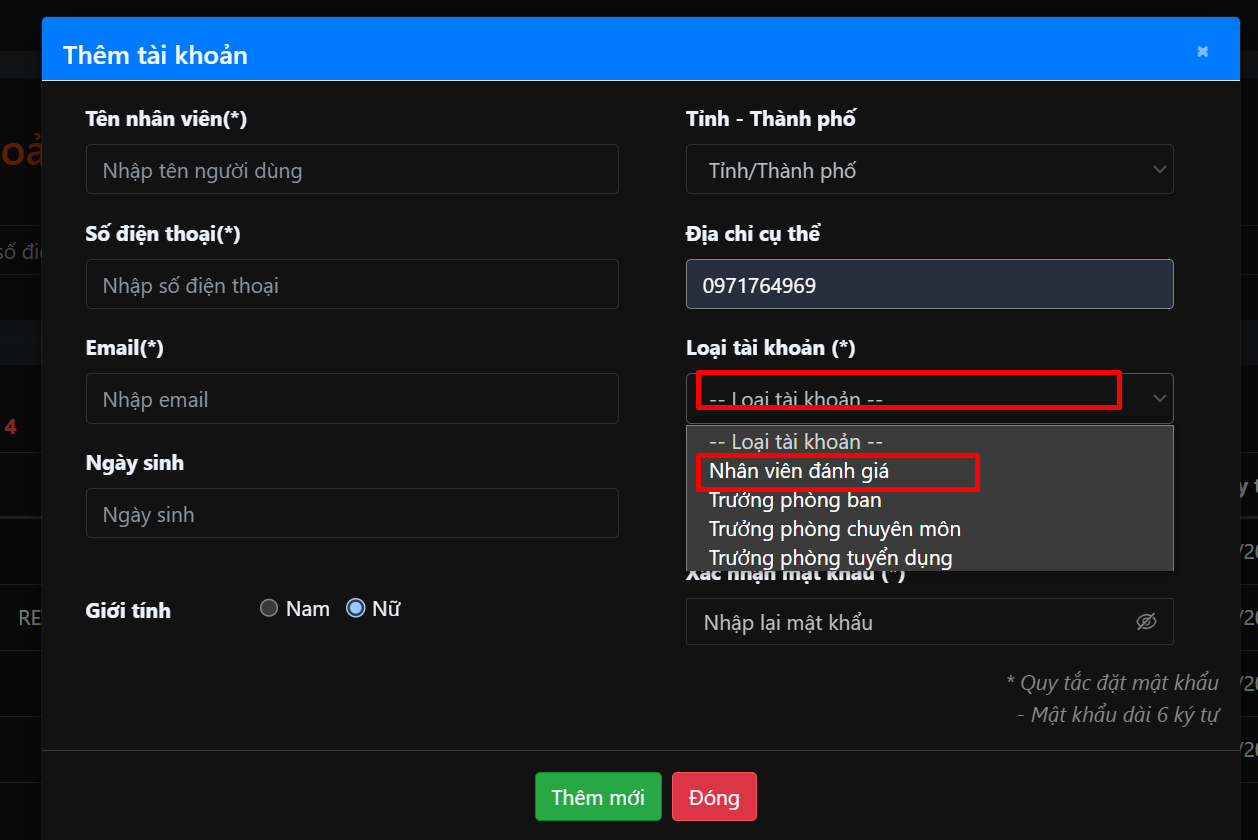 Thêm tài khoản
Tên nhân viên(*)
Nhập tên người dùng
Số điện thoại(*)
Nhập số điện thoại
Email(*)
Nhập email
Ngày sinh
Ngày sinh
Giới tính
Nam
Nữ
Tỉnh - Thành phố
Tỉnh/Thành phố
Địa chỉ cụ thể
0971764969
Loại tài khoản (*)
-- Loại tài khoản --
-- Loại tài khoản --
Nhân viên đánh giá
Trưởng phòng ban
Trưởng phòng chuyên môn
Trưởng phòng tuyển dụng
Xác nhận mật khẩu (*)
Nhập lại mật khẩu
* Quy tắc đặt mật khẩu
- Mật khẩu dài 6 ký tự
Thêm mới
Đóng
số
4